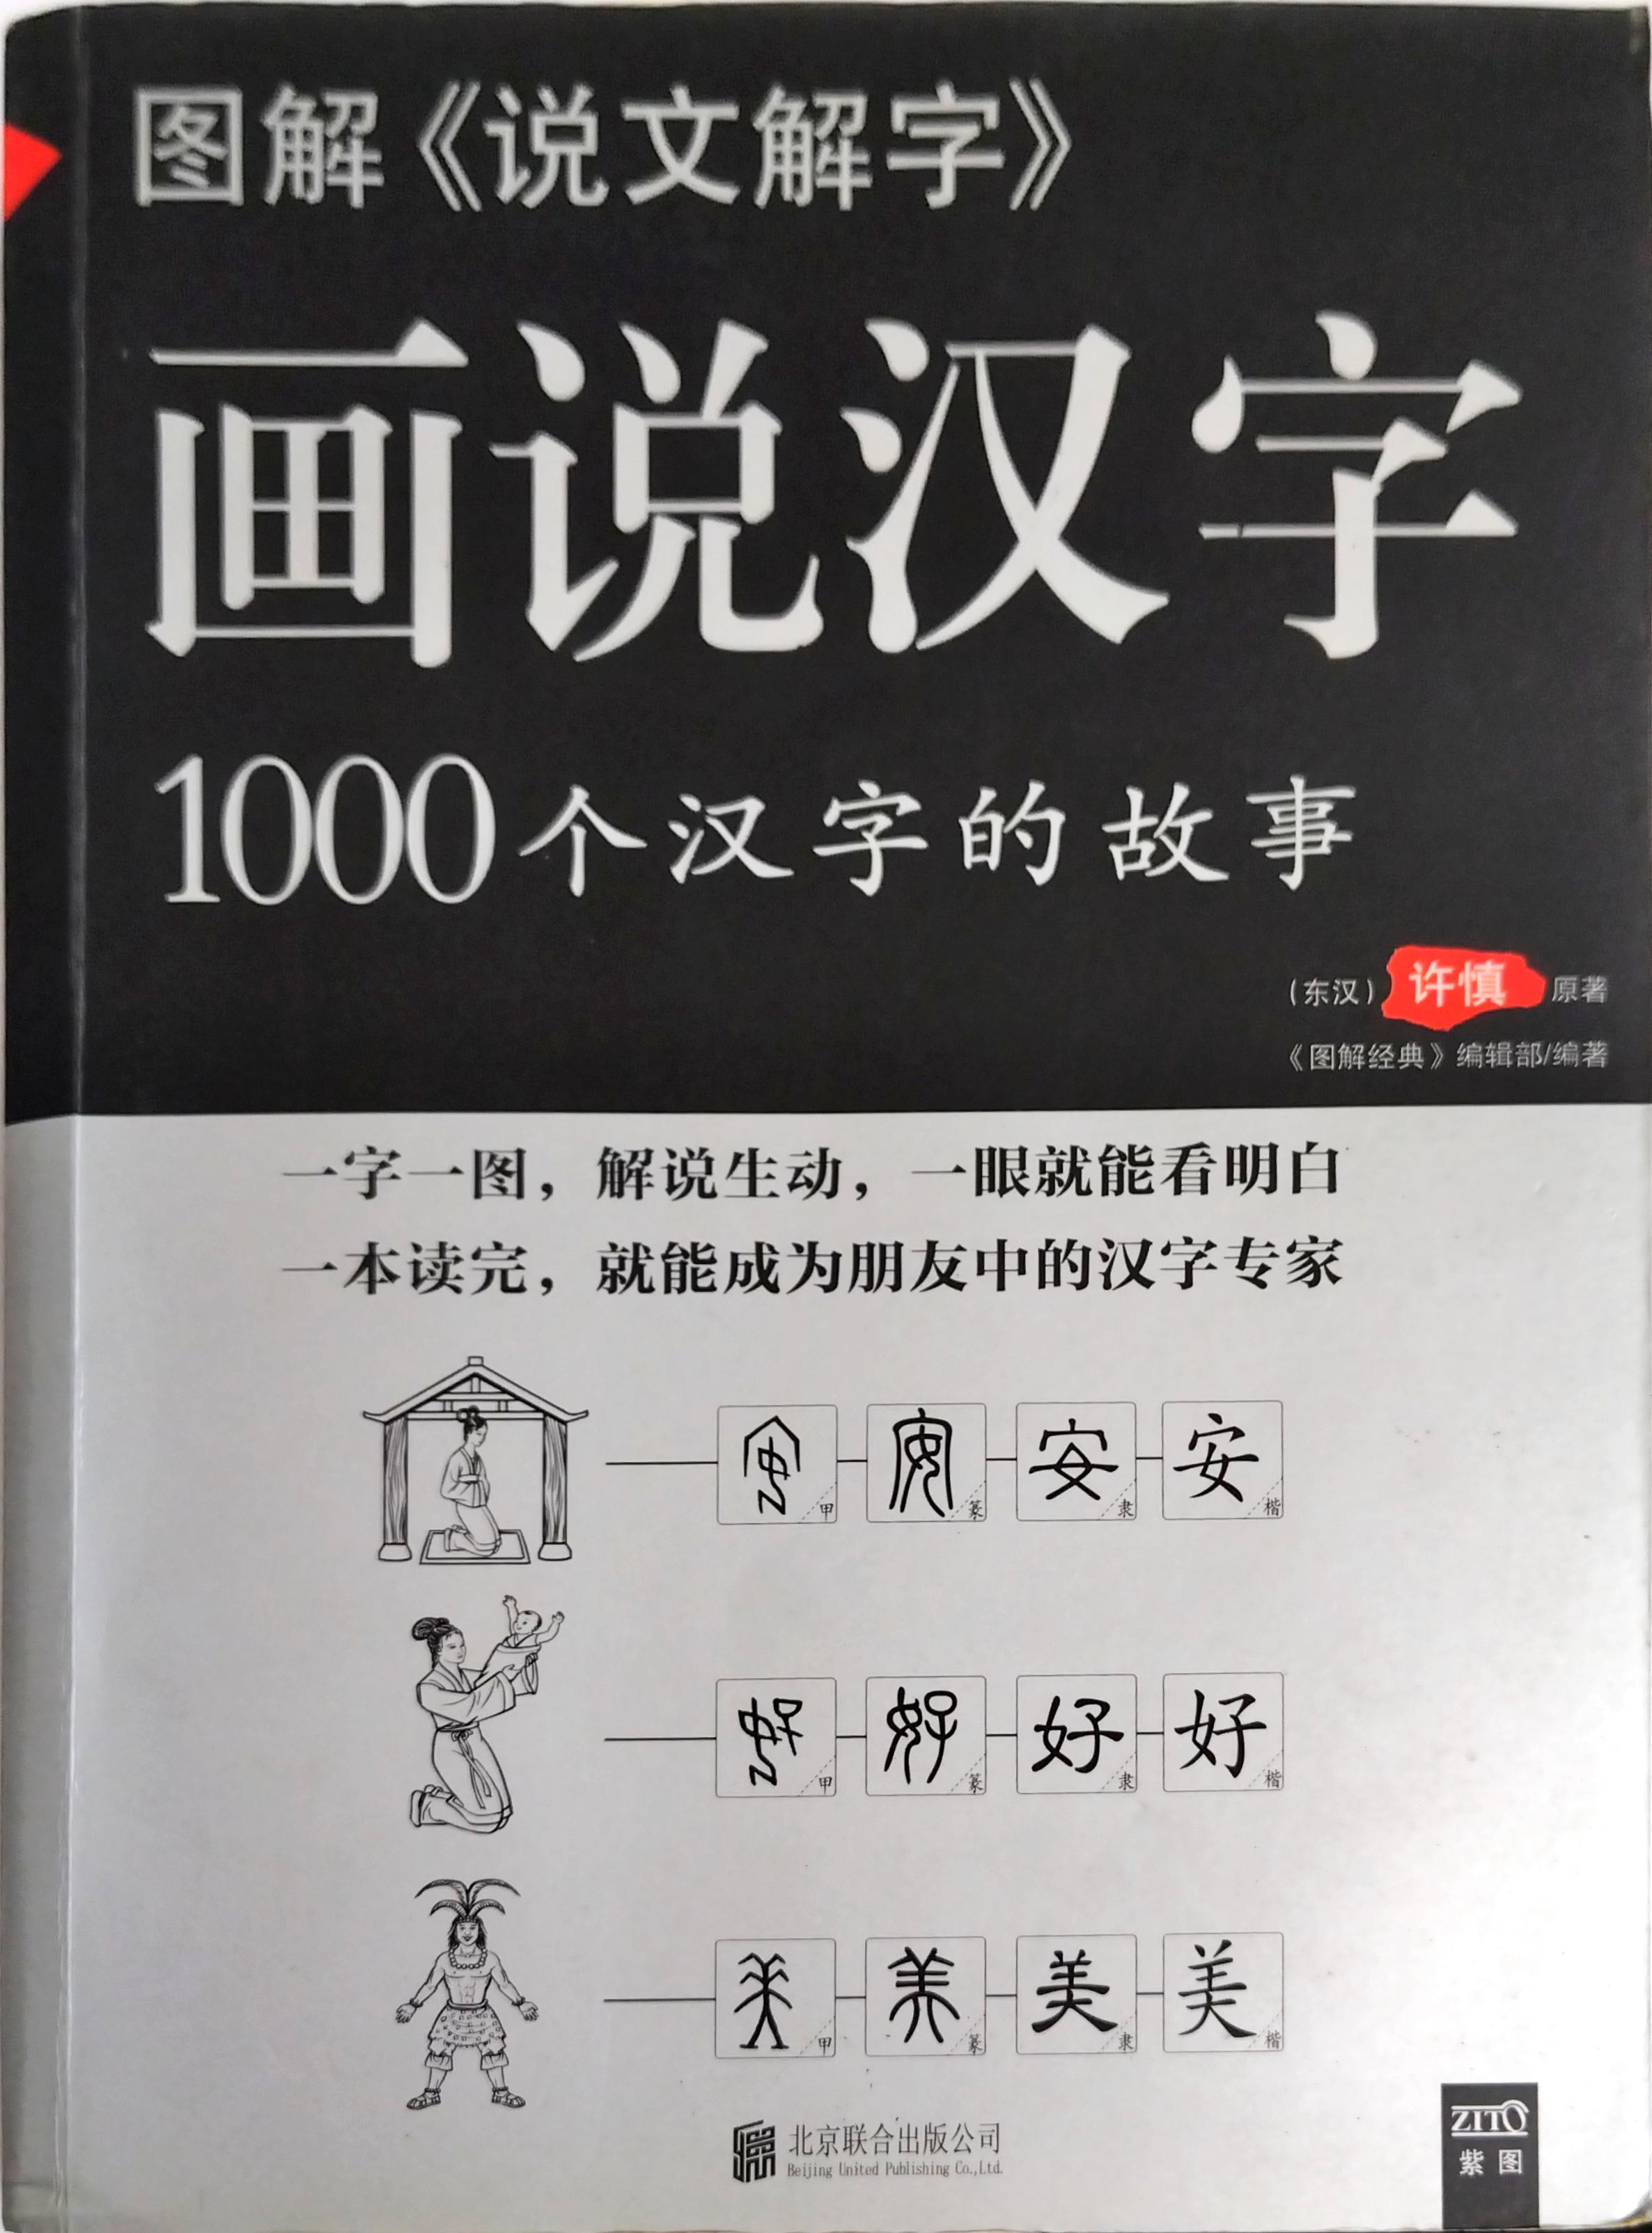 图解《说文解字》
画说汉字
1000个汉字的故事
（东汉）许慎 原著
《图解经典》编辑部/编著
一字一图，解说生动，一眼就能看明白
一本读完，就能成为朋友中的汉字专家
安 甲 安 篆 安 隶 安 楷
好 甲 好 篆 好 隶 好 楷
美 甲 美 篆 美 隶 美 楷
北京联合出版公司
Beijing United Publishing Co.,Ltd.
ZITO
紫图